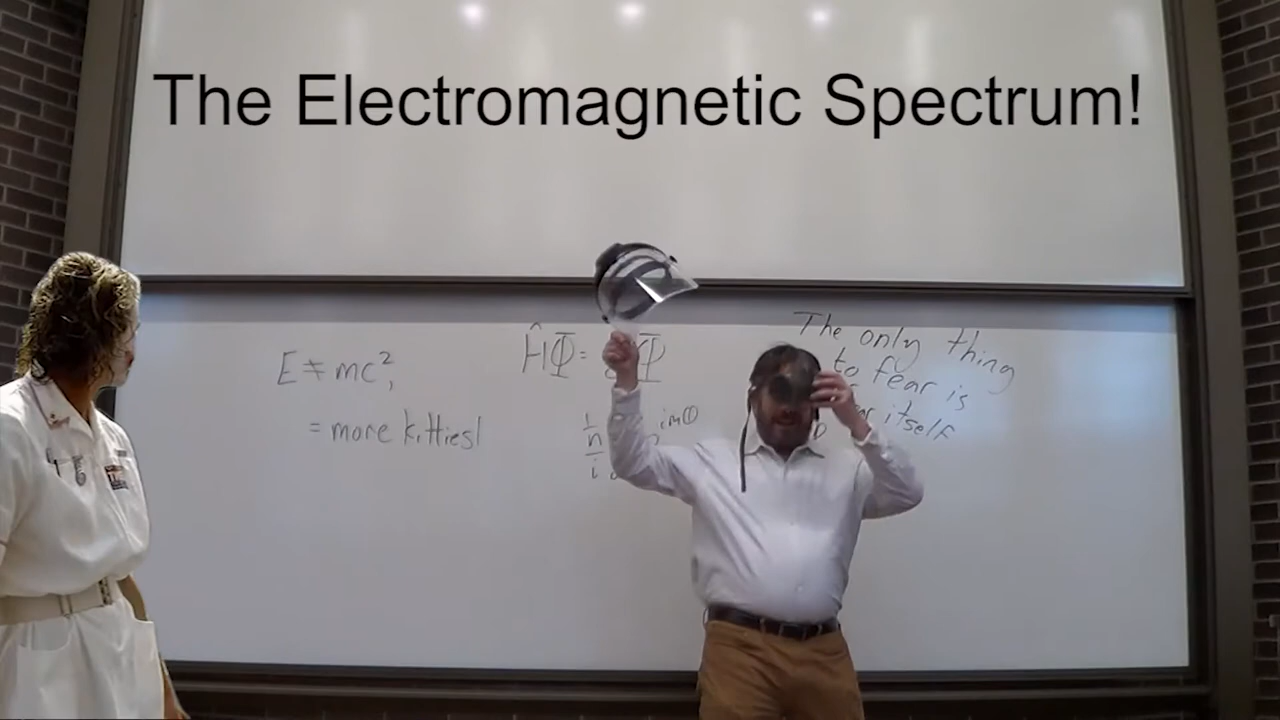 The Electromagnetic Spectrum!
E ≠ mc²,
= more kitties!
ĤΦ = Φ
The only thing
to fear is
itself